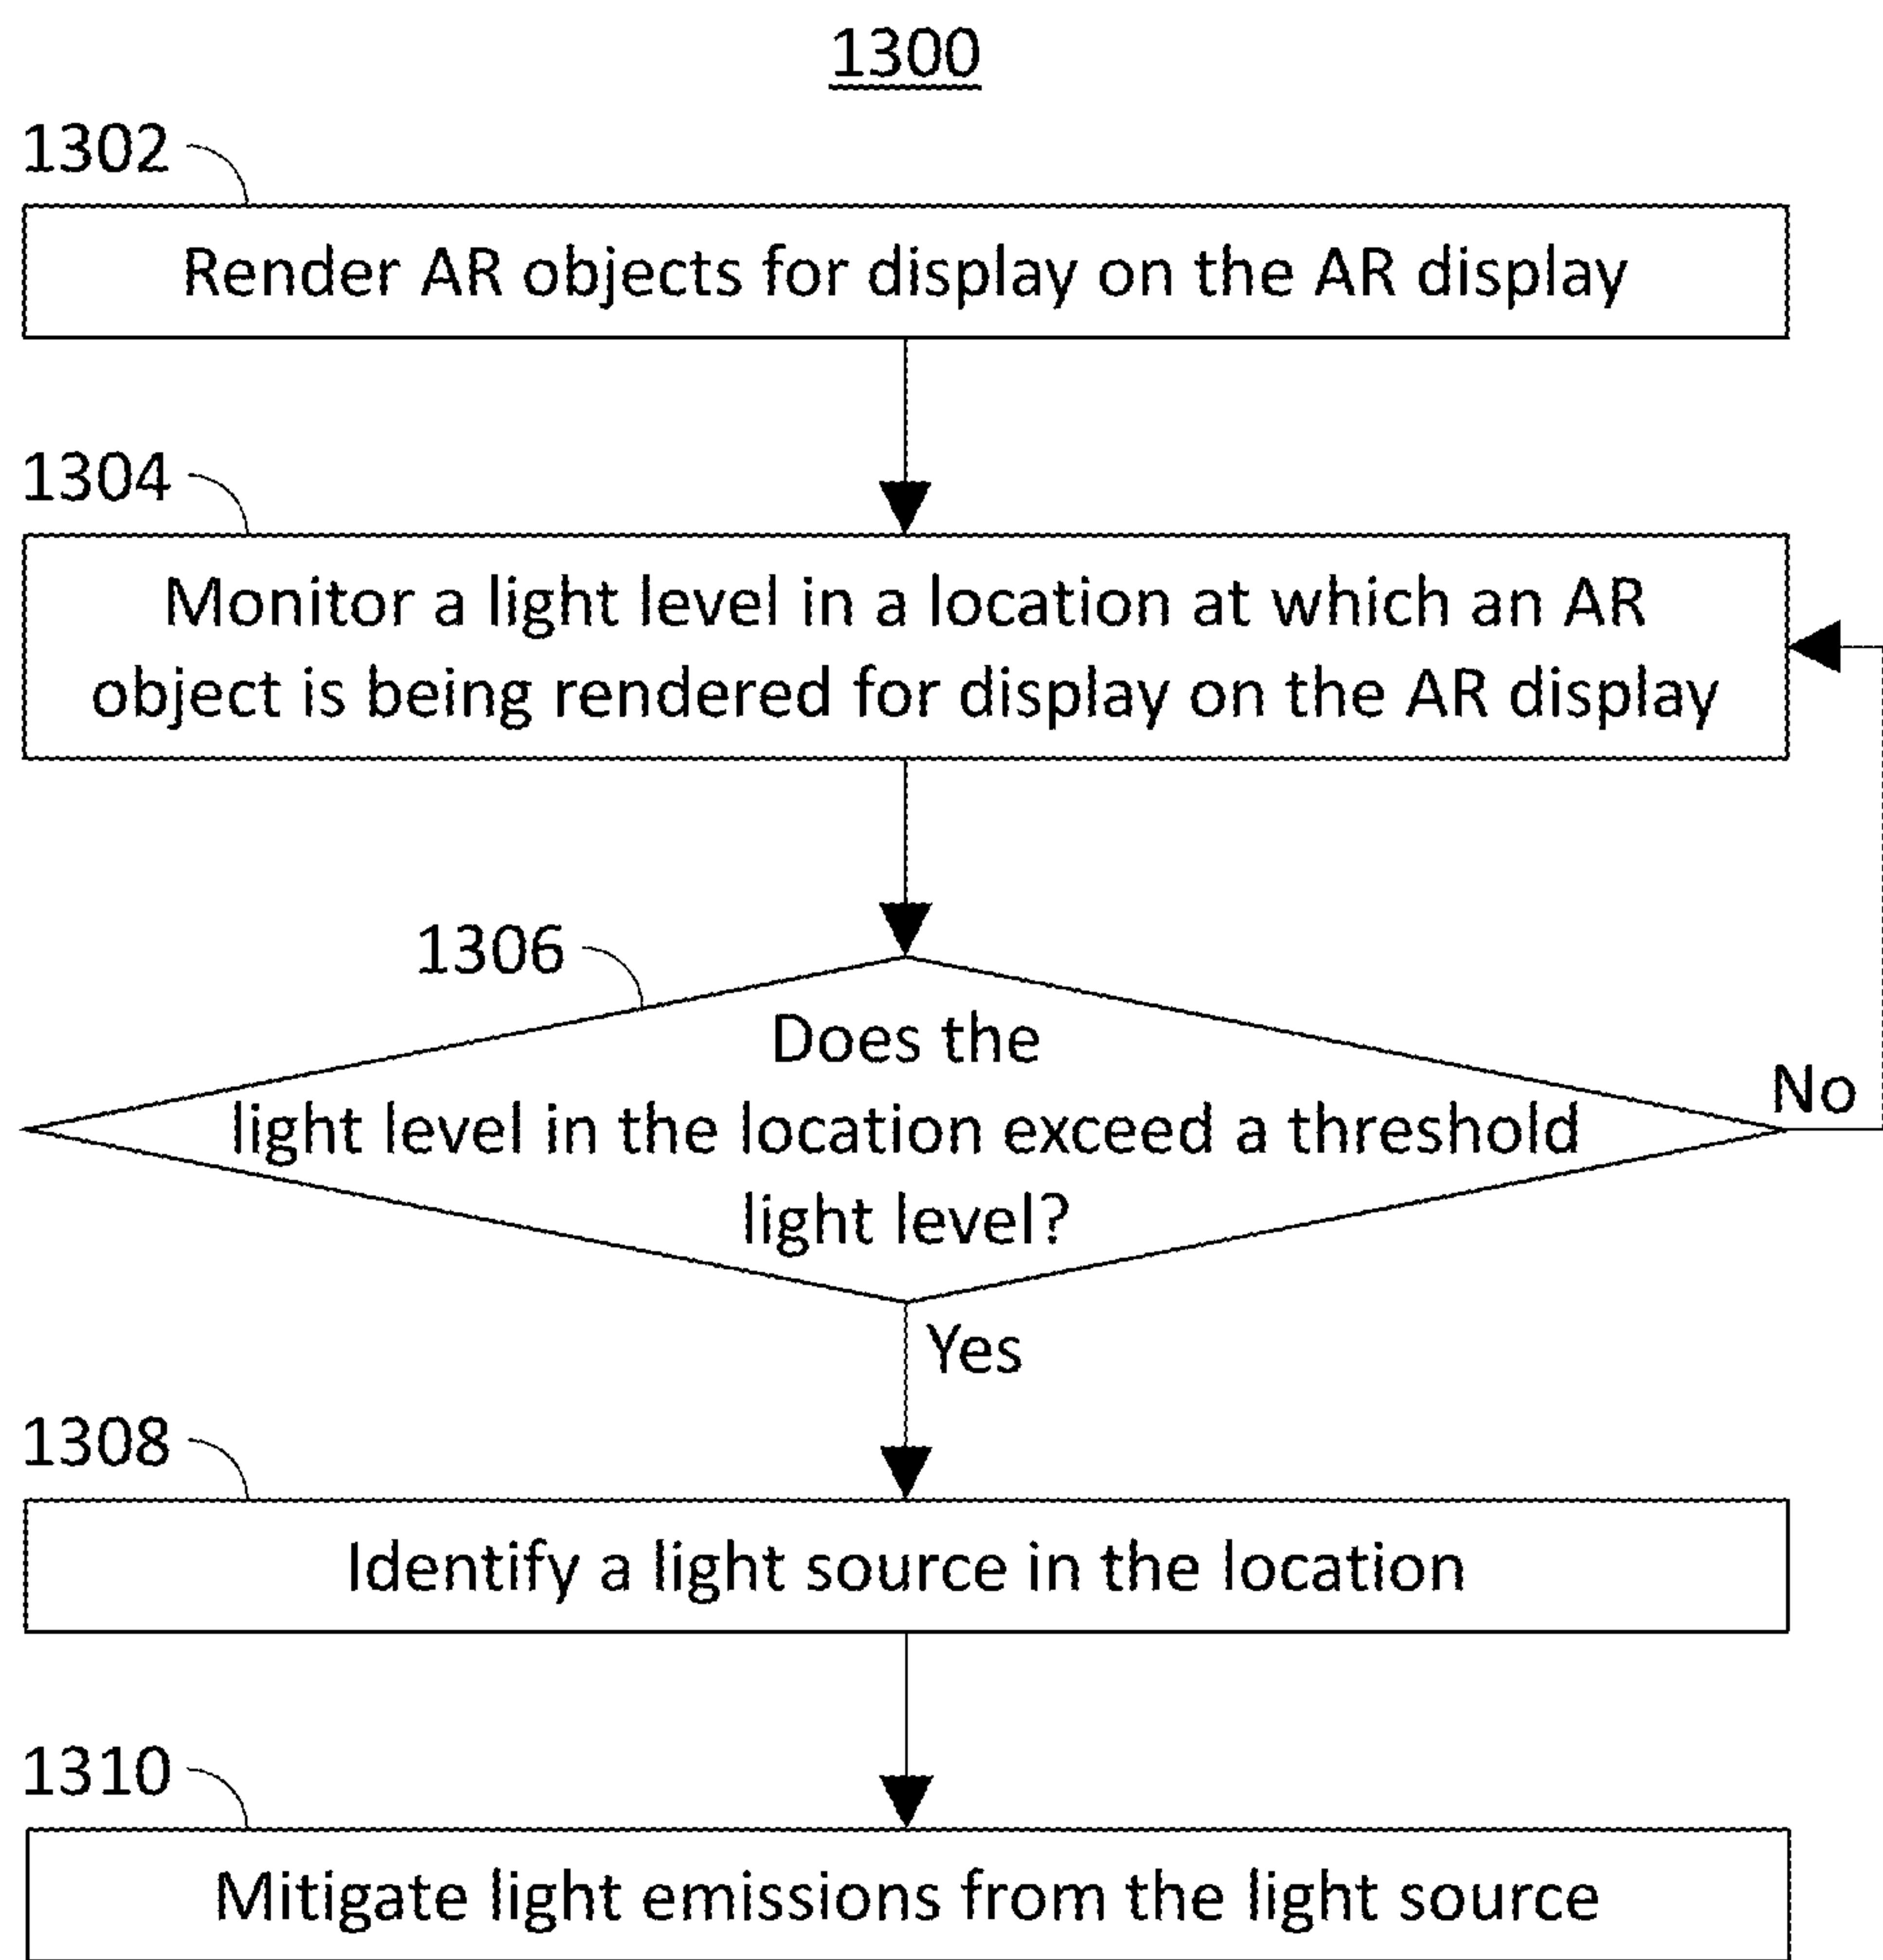 1300
1302
Render AR objects for display on the AR display
1304
Monitor a light level in a location at which an AR
object is being rendered for display on the AR display
1306
Does the
light level in the location exceed a threshold
light level?
No
Yes
1308
Identify a light source in the location
1310
Mitigate light emissions from the light source